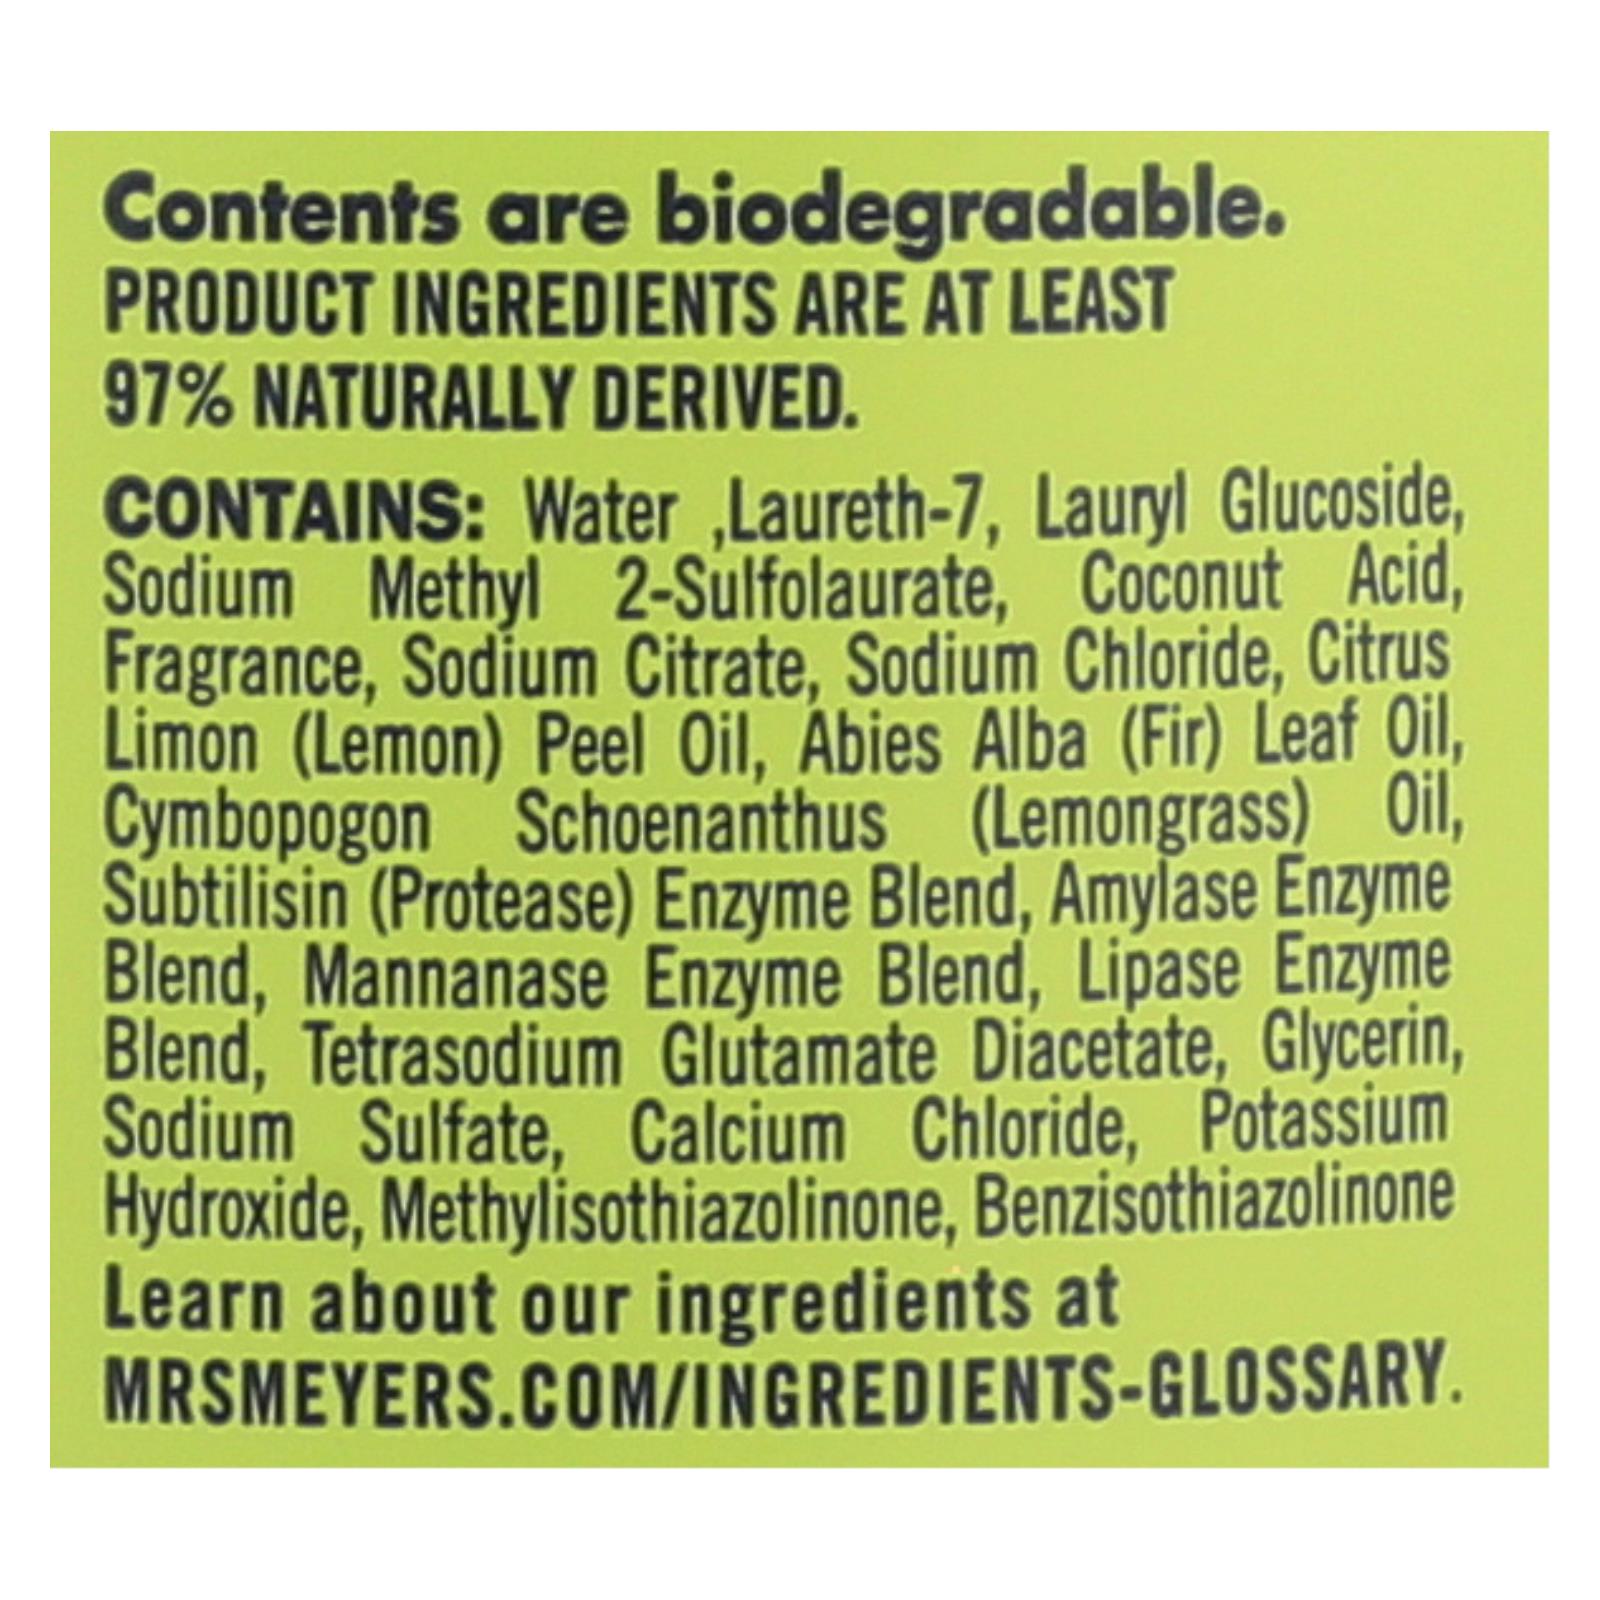 Contents are biodegradable.
PRODUCT INGREDIENTS ARE AT LEAST
97% NATURALLY DERIVED.
CONTAINS: Water ,Laureth-7, Lauryl Glucoside,
Sodium Methyl 2-Sulfolaurate, Coconut Acid,
Fragrance, Sodium Citrate, Sodium Chloride, Citrus
Limon (Lemon) Peel Oil, Abies Alba (Fir) Leaf Oil,
Cymbopogon Schoenanthus (Lemongrass) Oil,
Subtilisin (Protease) Enzyme Blend, Amylase Enzyme
Blend, Mannanase Enzyme Blend, Lipase Enzyme
Blend, Tetrasodium Glutamate Diacetate, Glycerin,
Sodium Sulfate, Calcium Chloride, Potassium
Hydroxide, Methylisothiazolinone, Benzisothiazolinone
Learn about our ingredients at
MRSMEYERS.COM/INGREDIENTS-GLOSSARY.